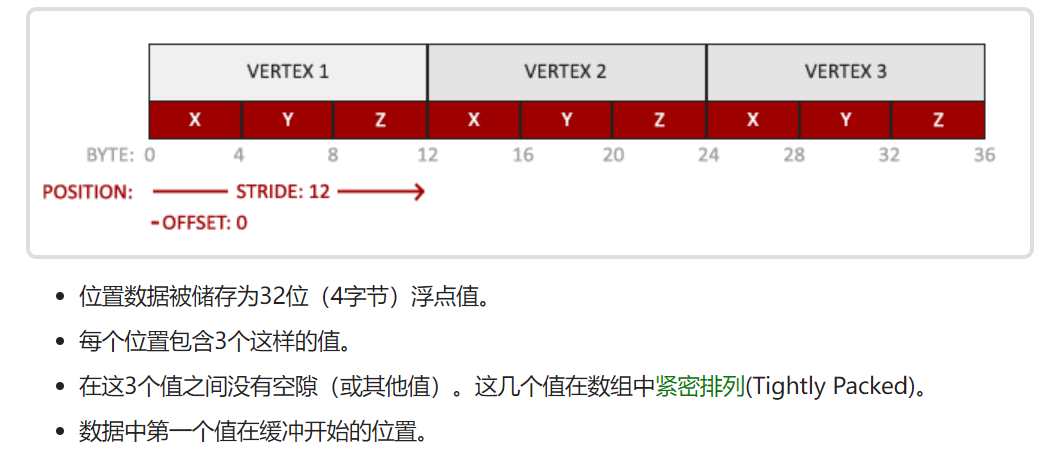 VERTEX 1 VERTEX 2 VERTEX 3
X Y Z X Y Z X Y Z
BYTE: 0 4 8 12 16 20 24 28 32 36
POSITION: STRIDE: 12
-OFFSET: 0
• 位置数据被储存为32位（4字节）浮点值。
• 每个位置包含3个这样的值。
• 在这3个值之间没有空隙（或其他值）。这几个值在数组中紧密排列(Tightly Packed)。
• 数据中第一个值在缓冲开始的位置。